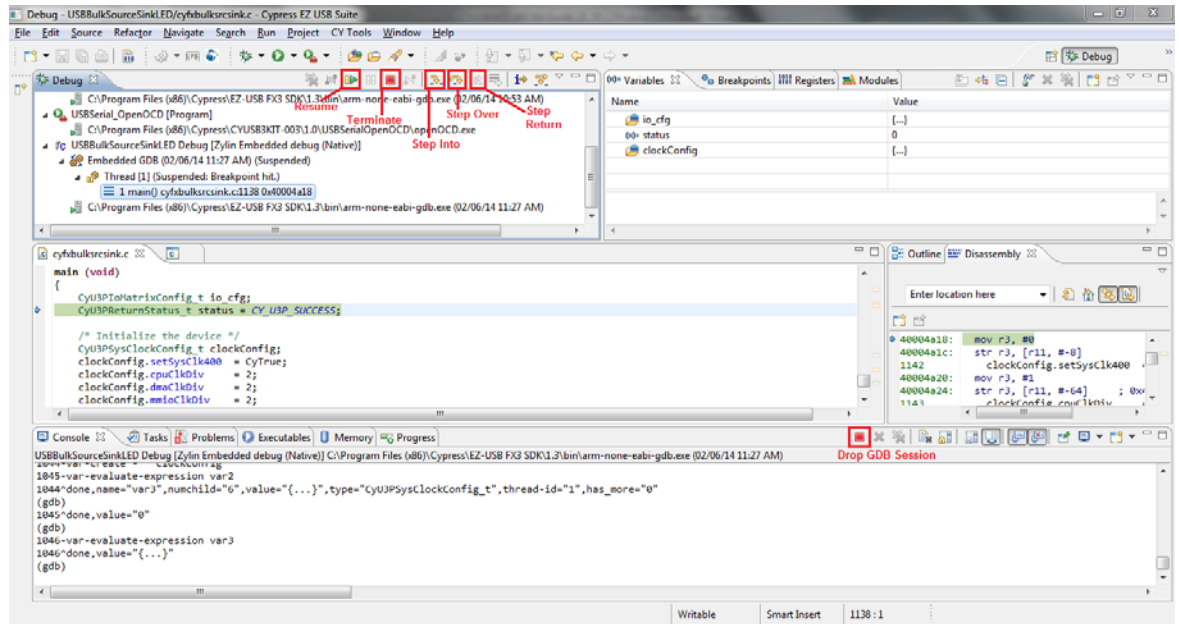 Debug - USBBulkSourceSinkLED/cyfxbulksrcsink.c - Cypress EZ USB Suite
File Edit Source Refactor Navigate Search Run Project CY Tools Window Help
Debug
Debug
C:\Program Files (x86)\Cypress\EZ-USB FX3 SDK\1.3\bin\arm-none-eabi-gdb.exe (02/06/14 10:53 AM)
USBSerial_OpenOCD [Program]
C:\Program Files (x86)\Cypress\CYUSB3KIT-003\1.0\USBSerialOpenOCD\openOCD.exe
USBBulkSourceSinkLED Debug [Zylin Embedded debug (Native)]
Embedded GDB (02/06/14 11:27 AM) (Suspended)
Thread [1] (Suspended: Breakpoint hit.)
1 main() cyfxbulksrcsink.c:1138 0x40004a18
C:\Program Files (x86)\Cypress\EZ-USB FX3 SDK\1.3\bin\arm-none-eabi-gdb.exe (02/06/14 11:27 AM)
Resume
Terminate
Step Into
Step Over
Step Return
Variables Breakpoints Registers Modules
Name Value
io_cfg {...}
status 0
clockConfig {...}
cyfxbulksrcsink.c
main (void)
{
CyU3PIoMatrixConfig_t io_cfg;
CyU3PReturnStatus_t status = CY_U3P_SUCCESS;
/* Initialize the device */
CyU3PSysClockConfig_t clockConfig;
clockConfig.setSysClk400 = CyTrue;
clockConfig.cpuClkDiv = 2;
clockConfig.dmaClkDiv = 2;
clockConfig.mmioClkDiv = 2;
Outline Disassembly
Enter location here
40004a18: mov r3, #0
40004a1c: str r3, [r11, #-8]
1142 clockConfig.setSysClk400
40004a20: mov r3, #1
40004a24: str r3, [r11, #-64] ; 0x
1143 clockConfig.cpuClkDiv
Console Tasks Problems Executables Memory Progress
Drop GDB Session
USBBulkSourceSinkLED Debug [Zylin Embedded debug (Native)] C:\Program Files (x86)\Cypress\EZ-USB FX3 SDK\1.3\bin\arm-none-eabi-gdb.exe (02/06/14 11:27 AM)
1044-var-create - * clockConfig
1045-var-evaluate-expression var2
1044^done,name="var3",numchild="6",value="{...}",type="CyU3PSysClockConfig_t",thread-id="1",has_more="0"
(gdb)
1045^done,value="0"
(gdb)
1046-var-evaluate-expression var3
1046^done,value="{...}"
(gdb)
Writable Smart Insert 1138 : 1